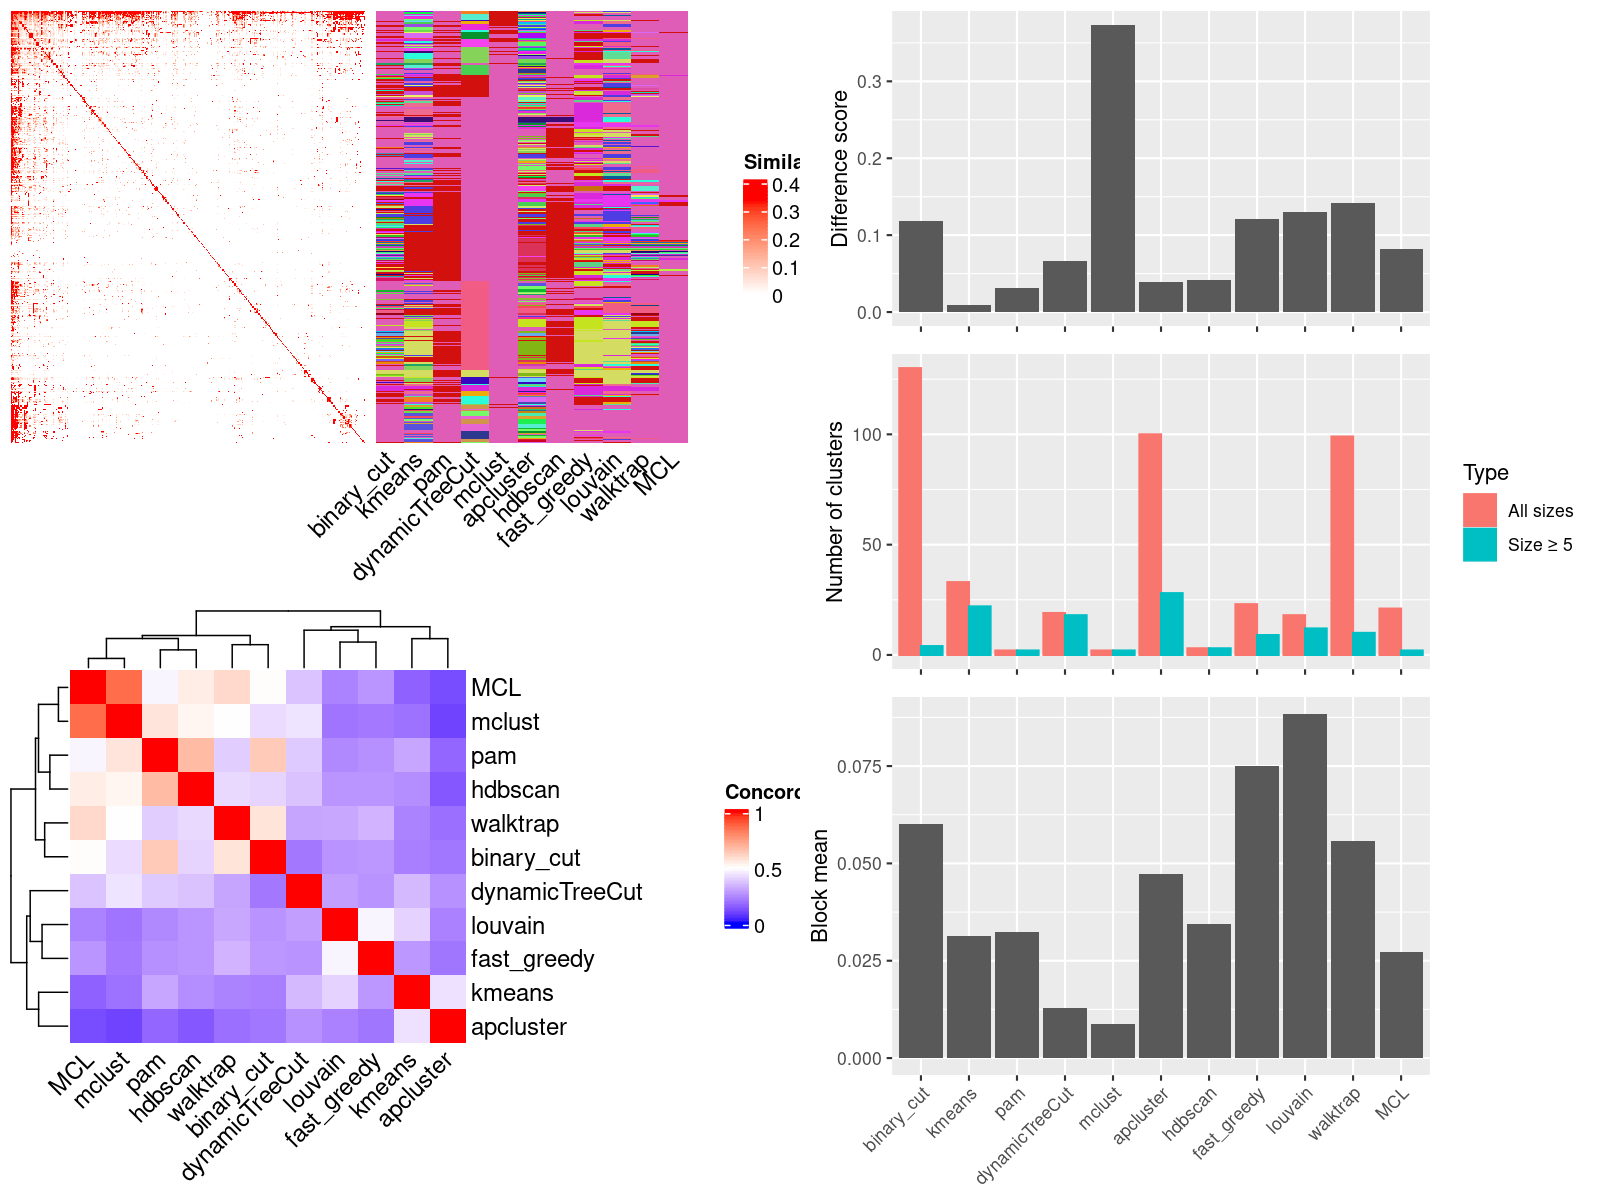 Simila
0.4
0.3
0.2
0.1
0
binary_cut
kmeans
pam
dynamicTreeCut
mclust
apcluster
hdbscan
fast_greedy
louvain
walktrap
MCL
MCL
mclust
pam
hdbscan
walktrap
binary_cut
dynamicTreeCut
louvain
fast_greedy
kmeans
apcluster
Concord
1
0.5
0
MCL
mclust
pam
hdbscan
walktrap
binary_cut
dynamicTreeCut
louvain
fast_greedy
kmeans
apcluster
Difference score
0.3
0.2
0.1
0.0
Number of clusters
100
50
0
Type
All sizes
Size ≥ 5
Block mean
0.075
0.050
0.025
0.000
binary_cut
kmeans
pam
dynamicTreeCut
mclust
apcluster
hdbscan
fast_greedy
louvain
walktrap
MCL